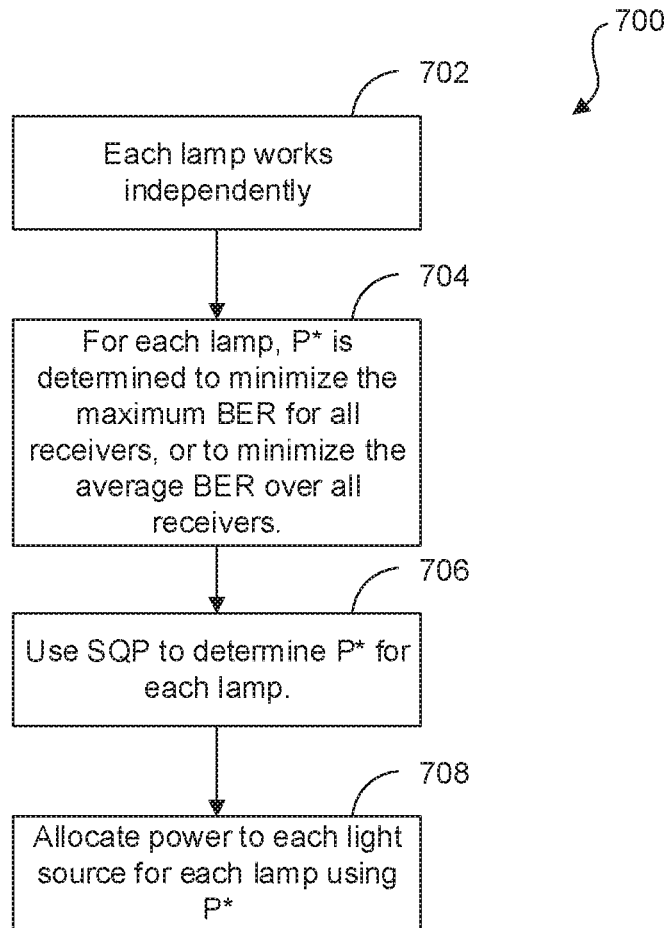 700
702
Each lamp works
independently
704
For each lamp, P* is
determined to minimize the
maximum BER for all
receivers, or to minimize the
average BER over all
receivers.
706
Use SQP to determine P* for
each lamp.
708
Allocate power to each light
source for each lamp using
P*